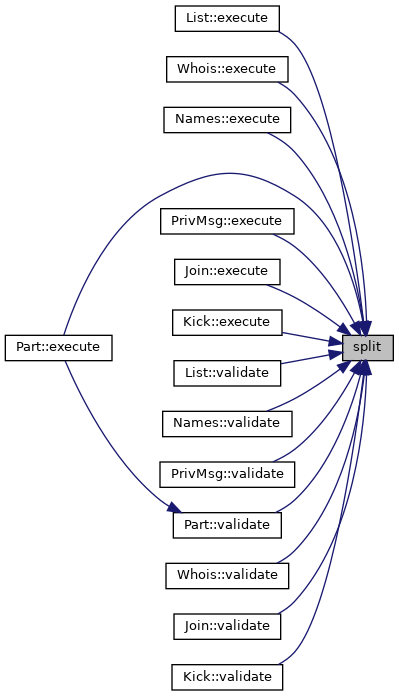 List::execute
Whois::execute
Names::execute
PrivMsg::execute
Join::execute
Kick::execute
Part::execute
split
List::validate
Names::validate
PrivMsg::validate
Part::validate
Whois::validate
Join::validate
Kick::validate